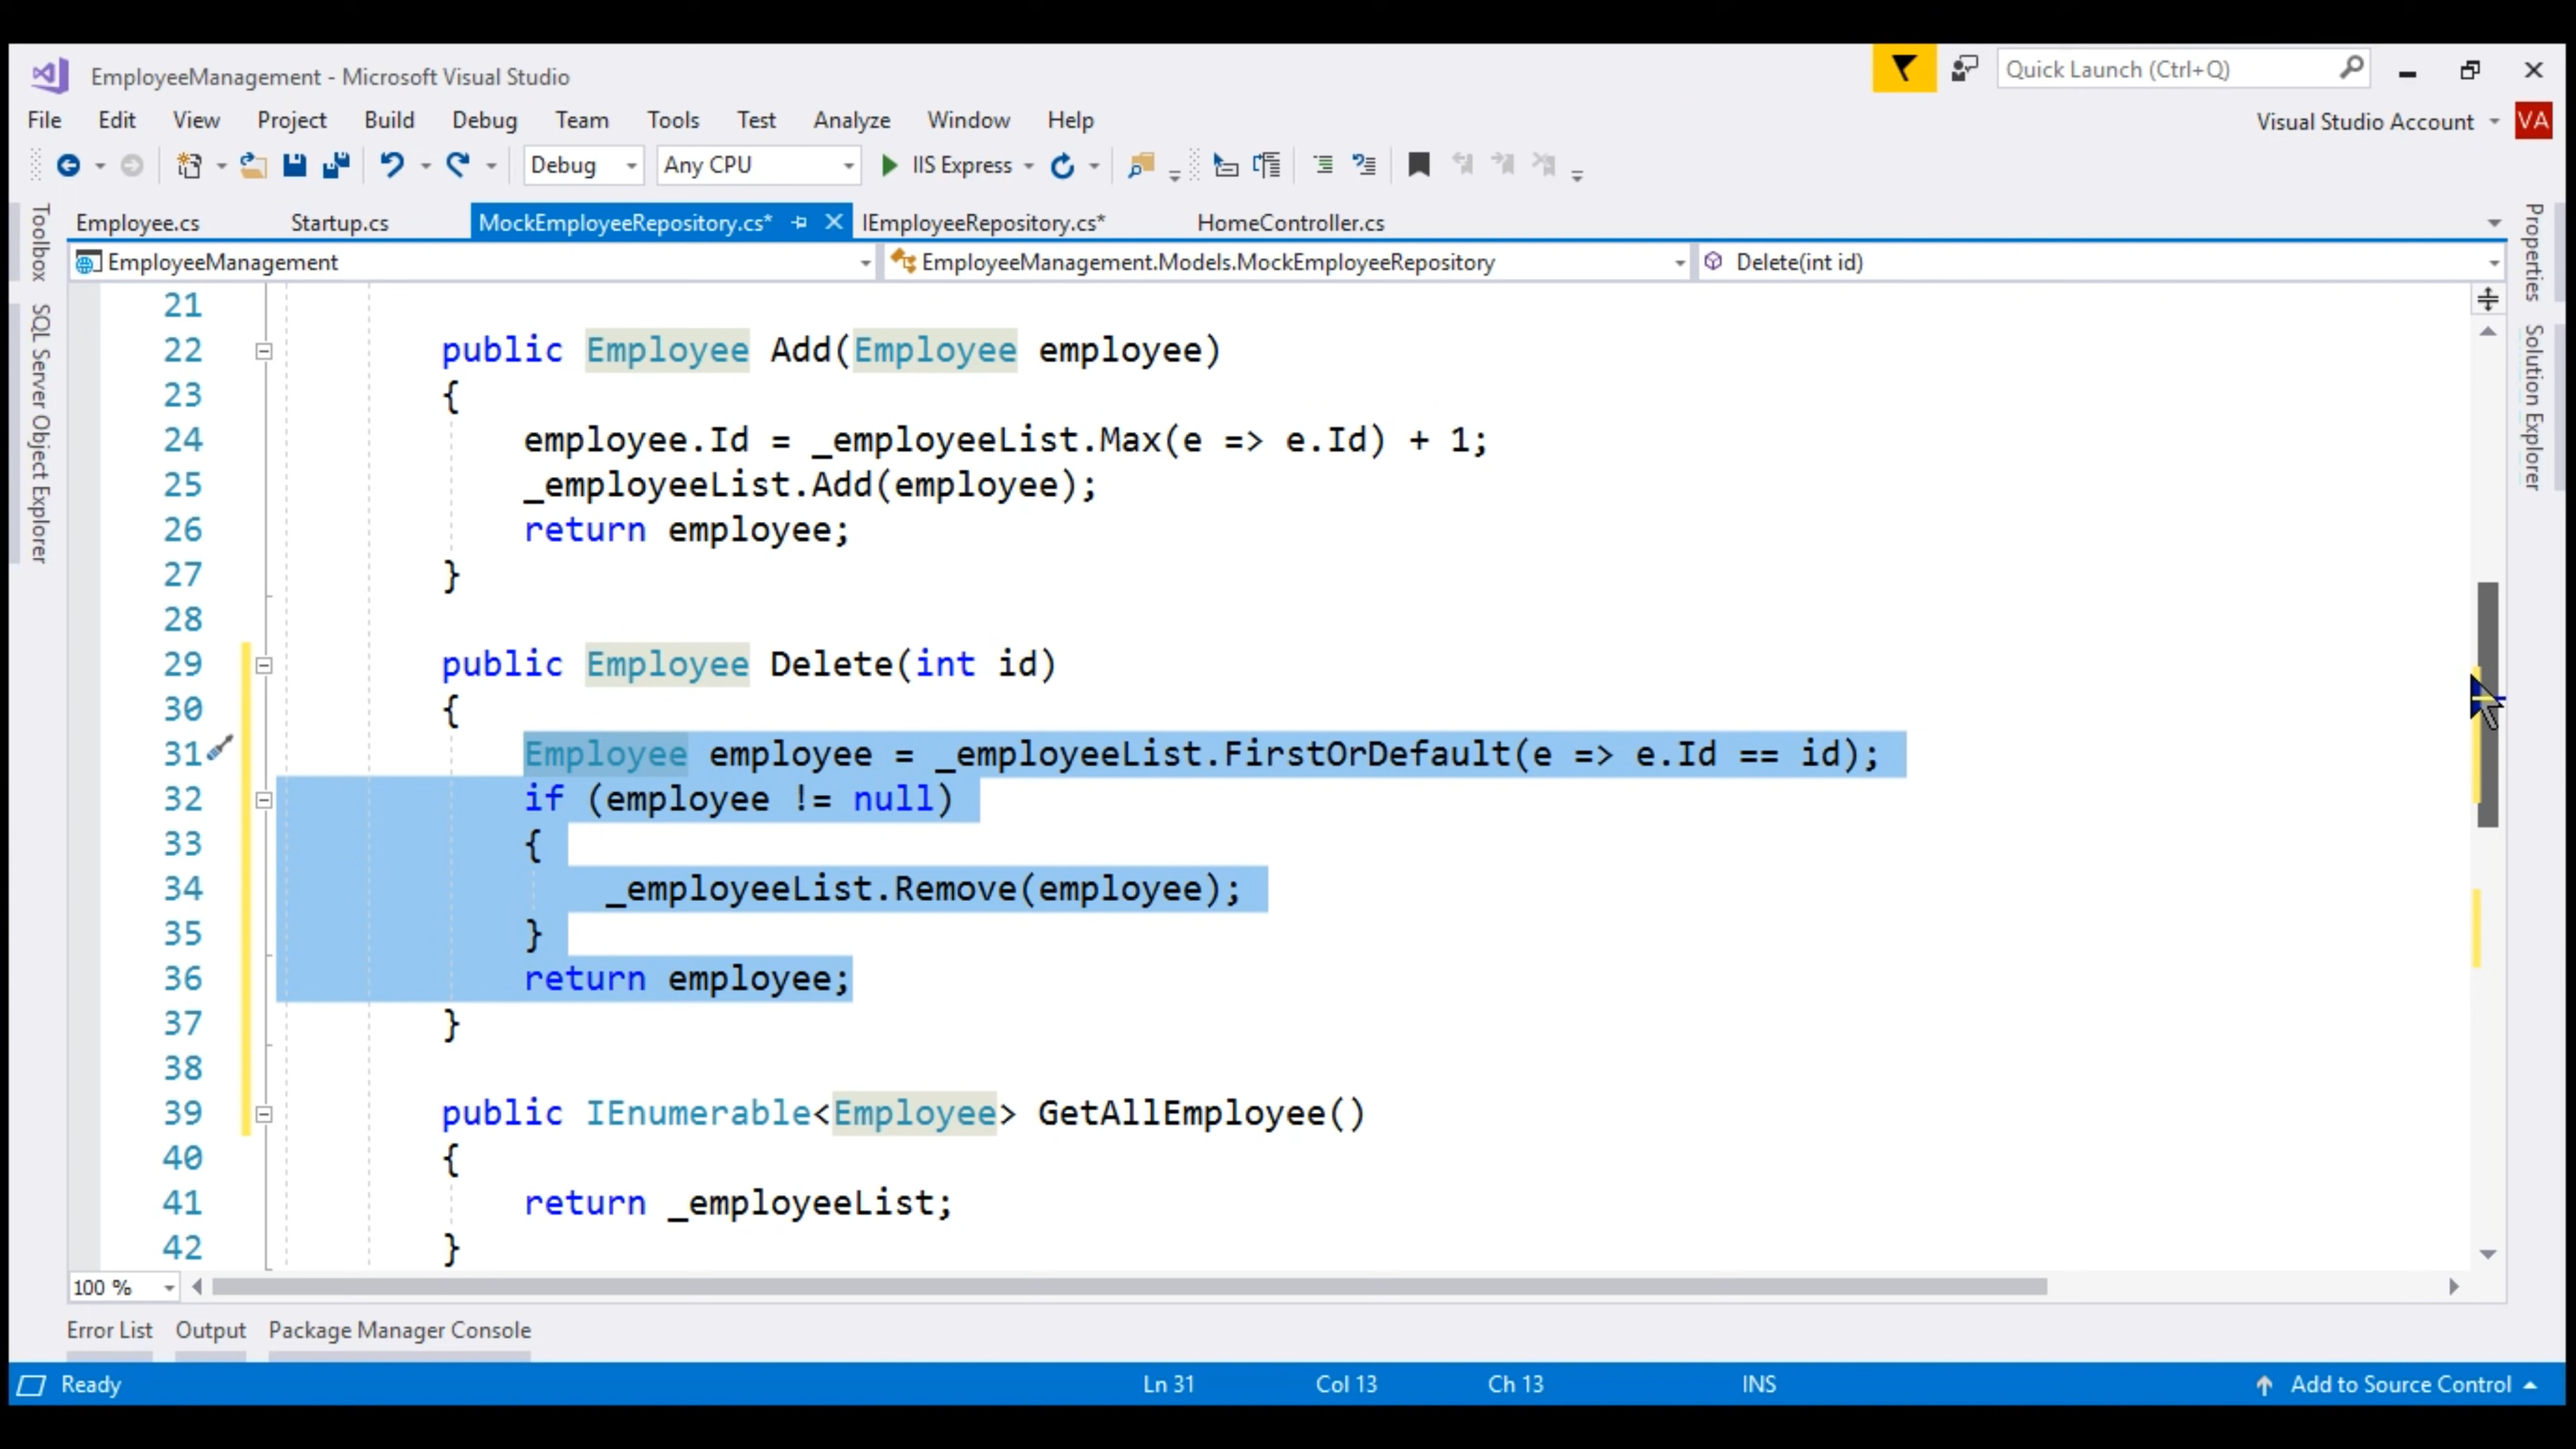 EmployeeManagement - Microsoft Visual Studio
Quick Launch (Ctrl+Q)
File Edit View Project Build Debug Team Tools Test Analyze Window Help
Visual Studio Account VA
Debug Any CPU IIS Express
Employee.cs Startup.cs MockEmployeeRepository.cs* IEmployeeRepository.cs* HomeController.cs
EmployeeManagement EmployeeManagement.Models.MockEmployeeRepository Delete(int id)
Toolbox
SQL Server Object Explorer
Properties
Solution Explorer
21
22 public Employee Add(Employee employee)
23 {
24 employee.Id = _employeeList.Max(e => e.Id) + 1;
25 _employeeList.Add(employee);
26 return employee;
27 }
28
29 public Employee Delete(int id)
30 {
31 Employee employee = _employeeList.FirstOrDefault(e => e.Id == id);
32 if (employee != null)
33 {
34 _employeeList.Remove(employee);
35 }
36 return employee;
37 }
38
39 public IEnumerable<Employee> GetAllEmployee()
40 {
41 return _employeeList;
42 }
100 %
Error List Output Package Manager Console
Ready Ln 31 Col 13 Ch 13 INS Add to Source Control